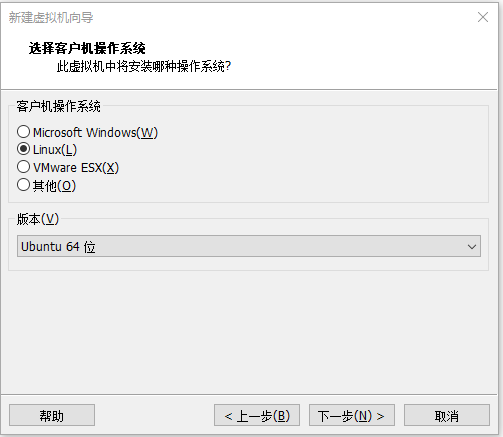 新建虚拟机向导
选择客户机操作系统
此虚拟机中将安装哪种操作系统?
客户机操作系统
Microsoft Windows(W)
Linux(L)
VMware ESX(X)
其他(O)
版本(V)
Ubuntu 64 位
帮助
< 上一步(B)
下一步(N) >
取消